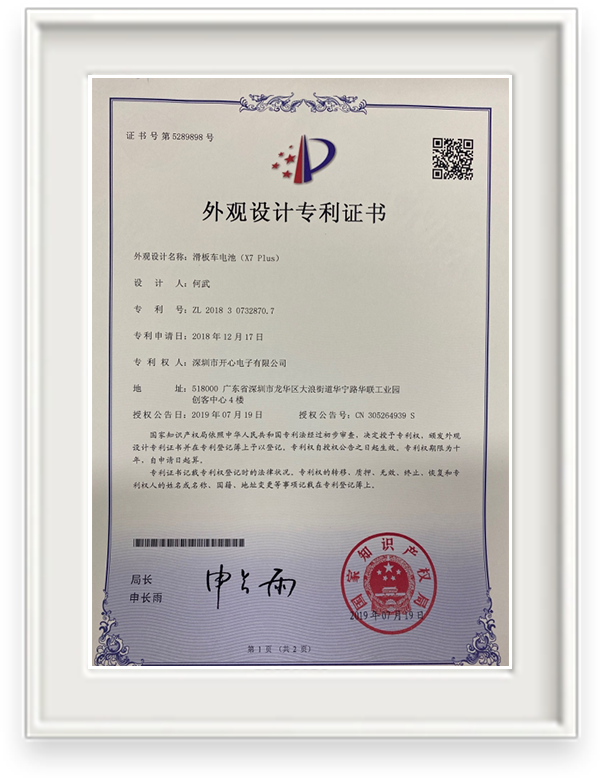 证书号第5289898号
外观设计专利证书
外观设计名称：滑板车电池（X7 Plus）
设 计 人：何武
专 利 号：ZL 2018 3 0732870.7
专利申请日：2018年12月17日
专 利 权 人：深圳市开心电子有限公司
地 址：518000 广东省深圳市龙华区大浪街道华宁路华联工业园
创客中心4楼
授权公告日：2019年07月19日 授权公告号：CN 305264939 S
国家知识产权局依照中华人民共和国专利法经过初步审查，决定授予专利权，颁发外观
设计专利证书并在专利登记簿上予以登记。专利权自授权公告之日起生效。专利权期限为十
年，自申请日起算。
专利证书记载专利权登记时的法律状况。专利权的转移、质押、无效、终止、恢复和专
利权人的姓名或名称、国籍、地址变更等事项记载在专利登记簿上。
局长
申长雨
申长雨
国家知识产权局
2019年07月19日
第1页（共2页）